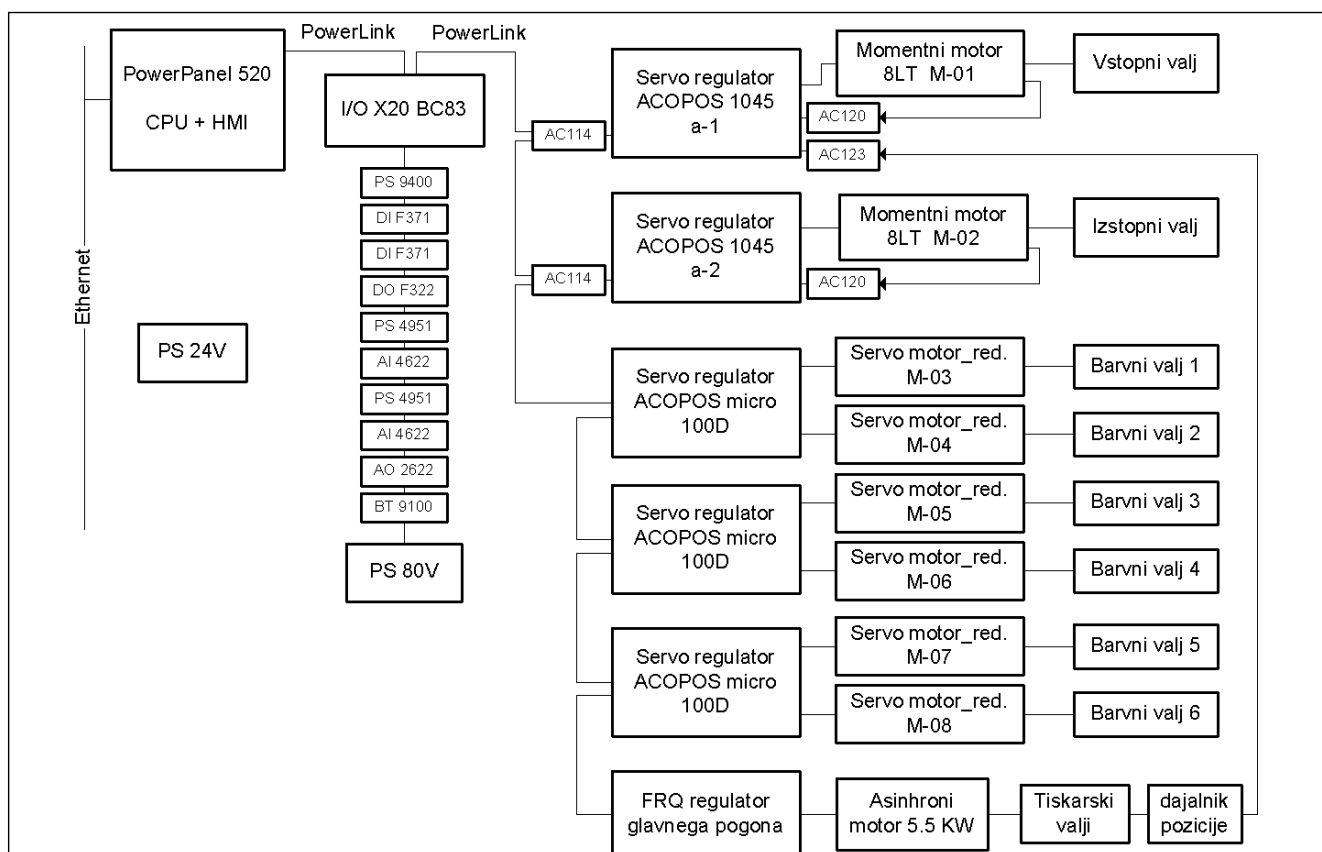 PowerLink
PowerLink
PowerPanel 520
CPU + HMI
I/O X20 BC83
PS 9400
DI F371
DI F371
DO F322
PS 4951
AI 4622
PS 4951
AI 4622
AO 2622
BT 9100
PS 80V
Ethernet
PS 24V
AC114
Servo regulator
ACOPOS 1045
a-1
Momentni motor
8LT M-01
Vstopni valj
AC120
AC123
AC114
Servo regulator
ACOPOS 1045
a-2
Momentni motor
8LT M-02
Izstopni valj
AC120
Servo regulator
ACOPOS micro
100D
Servo motor_red.
M-03
Barvni valj 1
Servo motor_red.
M-04
Barvni valj 2
Servo regulator
ACOPOS micro
100D
Servo motor_red.
M-05
Barvni valj 3
Servo motor_red.
M-06
Barvni valj 4
Servo regulator
ACOPOS micro
100D
Servo motor_red.
M-07
Barvni valj 5
Servo motor_red.
M-08
Barvni valj 6
FRQ regulator
glavnega pogona
Asinhroni
motor 5.5 KW
Tiskarski
valji
dajalnik
pozicije